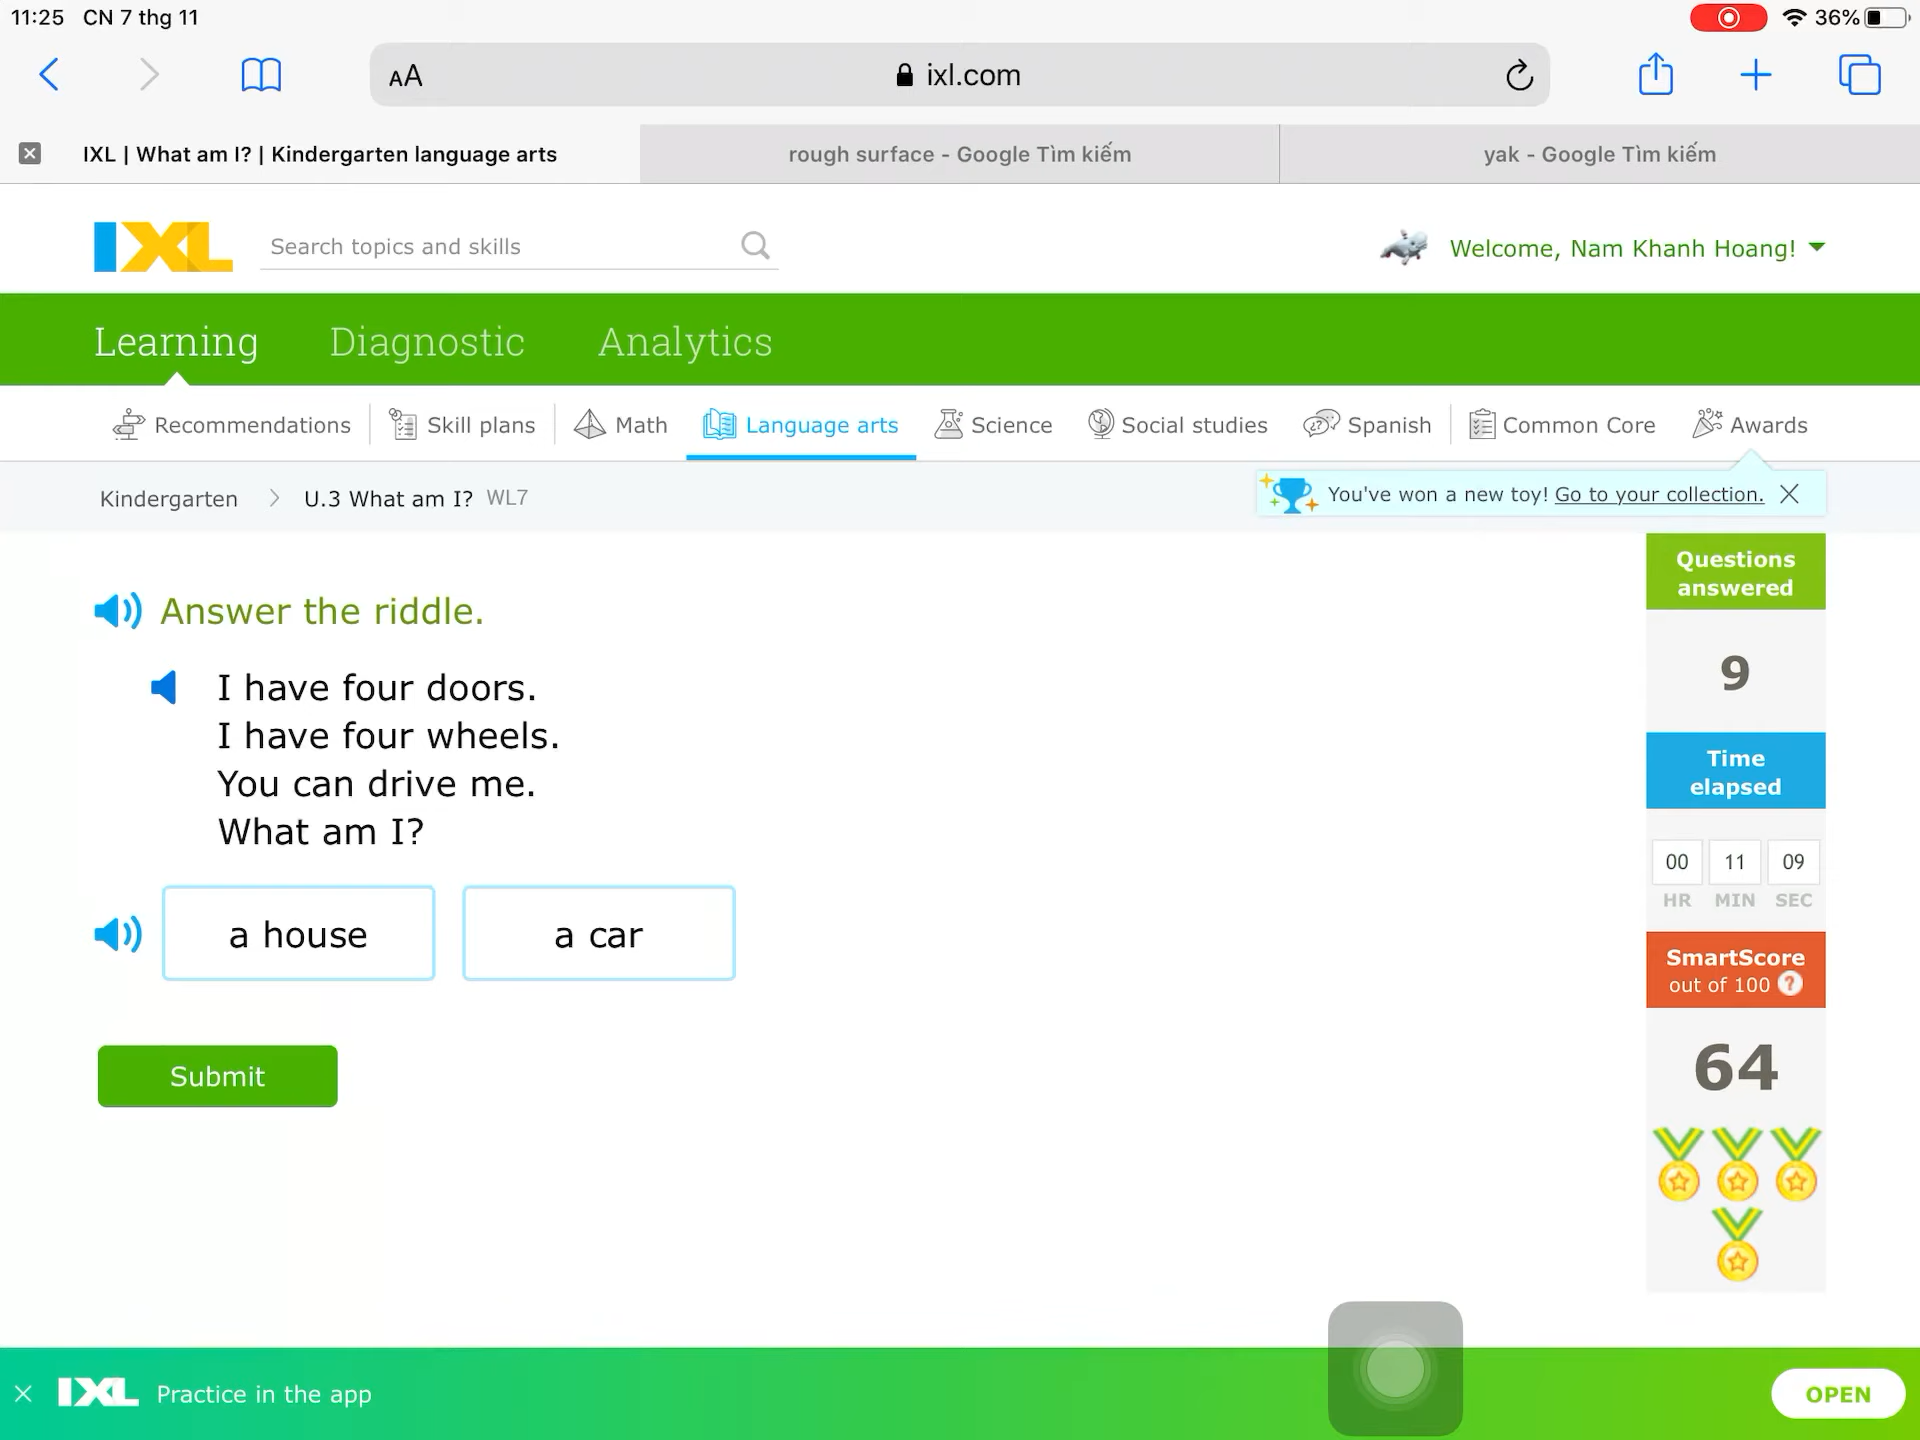 11:25 CN 7 thg 11 36%
AA ixl.com
IXL | What am I? | Kindergarten language arts rough surface - Google Tìm kiếm yak - Google Tìm kiếm
IXL Search topics and skills Welcome, Nam Khanh Hoang!
Learning Diagnostic Analytics
Recommendations Skill plans Math Language arts Science Social studies Spanish Common Core Awards
Kindergarten > U.3 What am I? WL7 You've won a new toy! Go to your collection.
Answer the riddle.
I have four doors.
I have four wheels.
You can drive me.
What am I?
a house a car
Submit
Questions
answered
9
Time
elapsed
00 11 09
HR MIN SEC
SmartScore
out of 100 ?
64
IXL Practice in the app OPEN